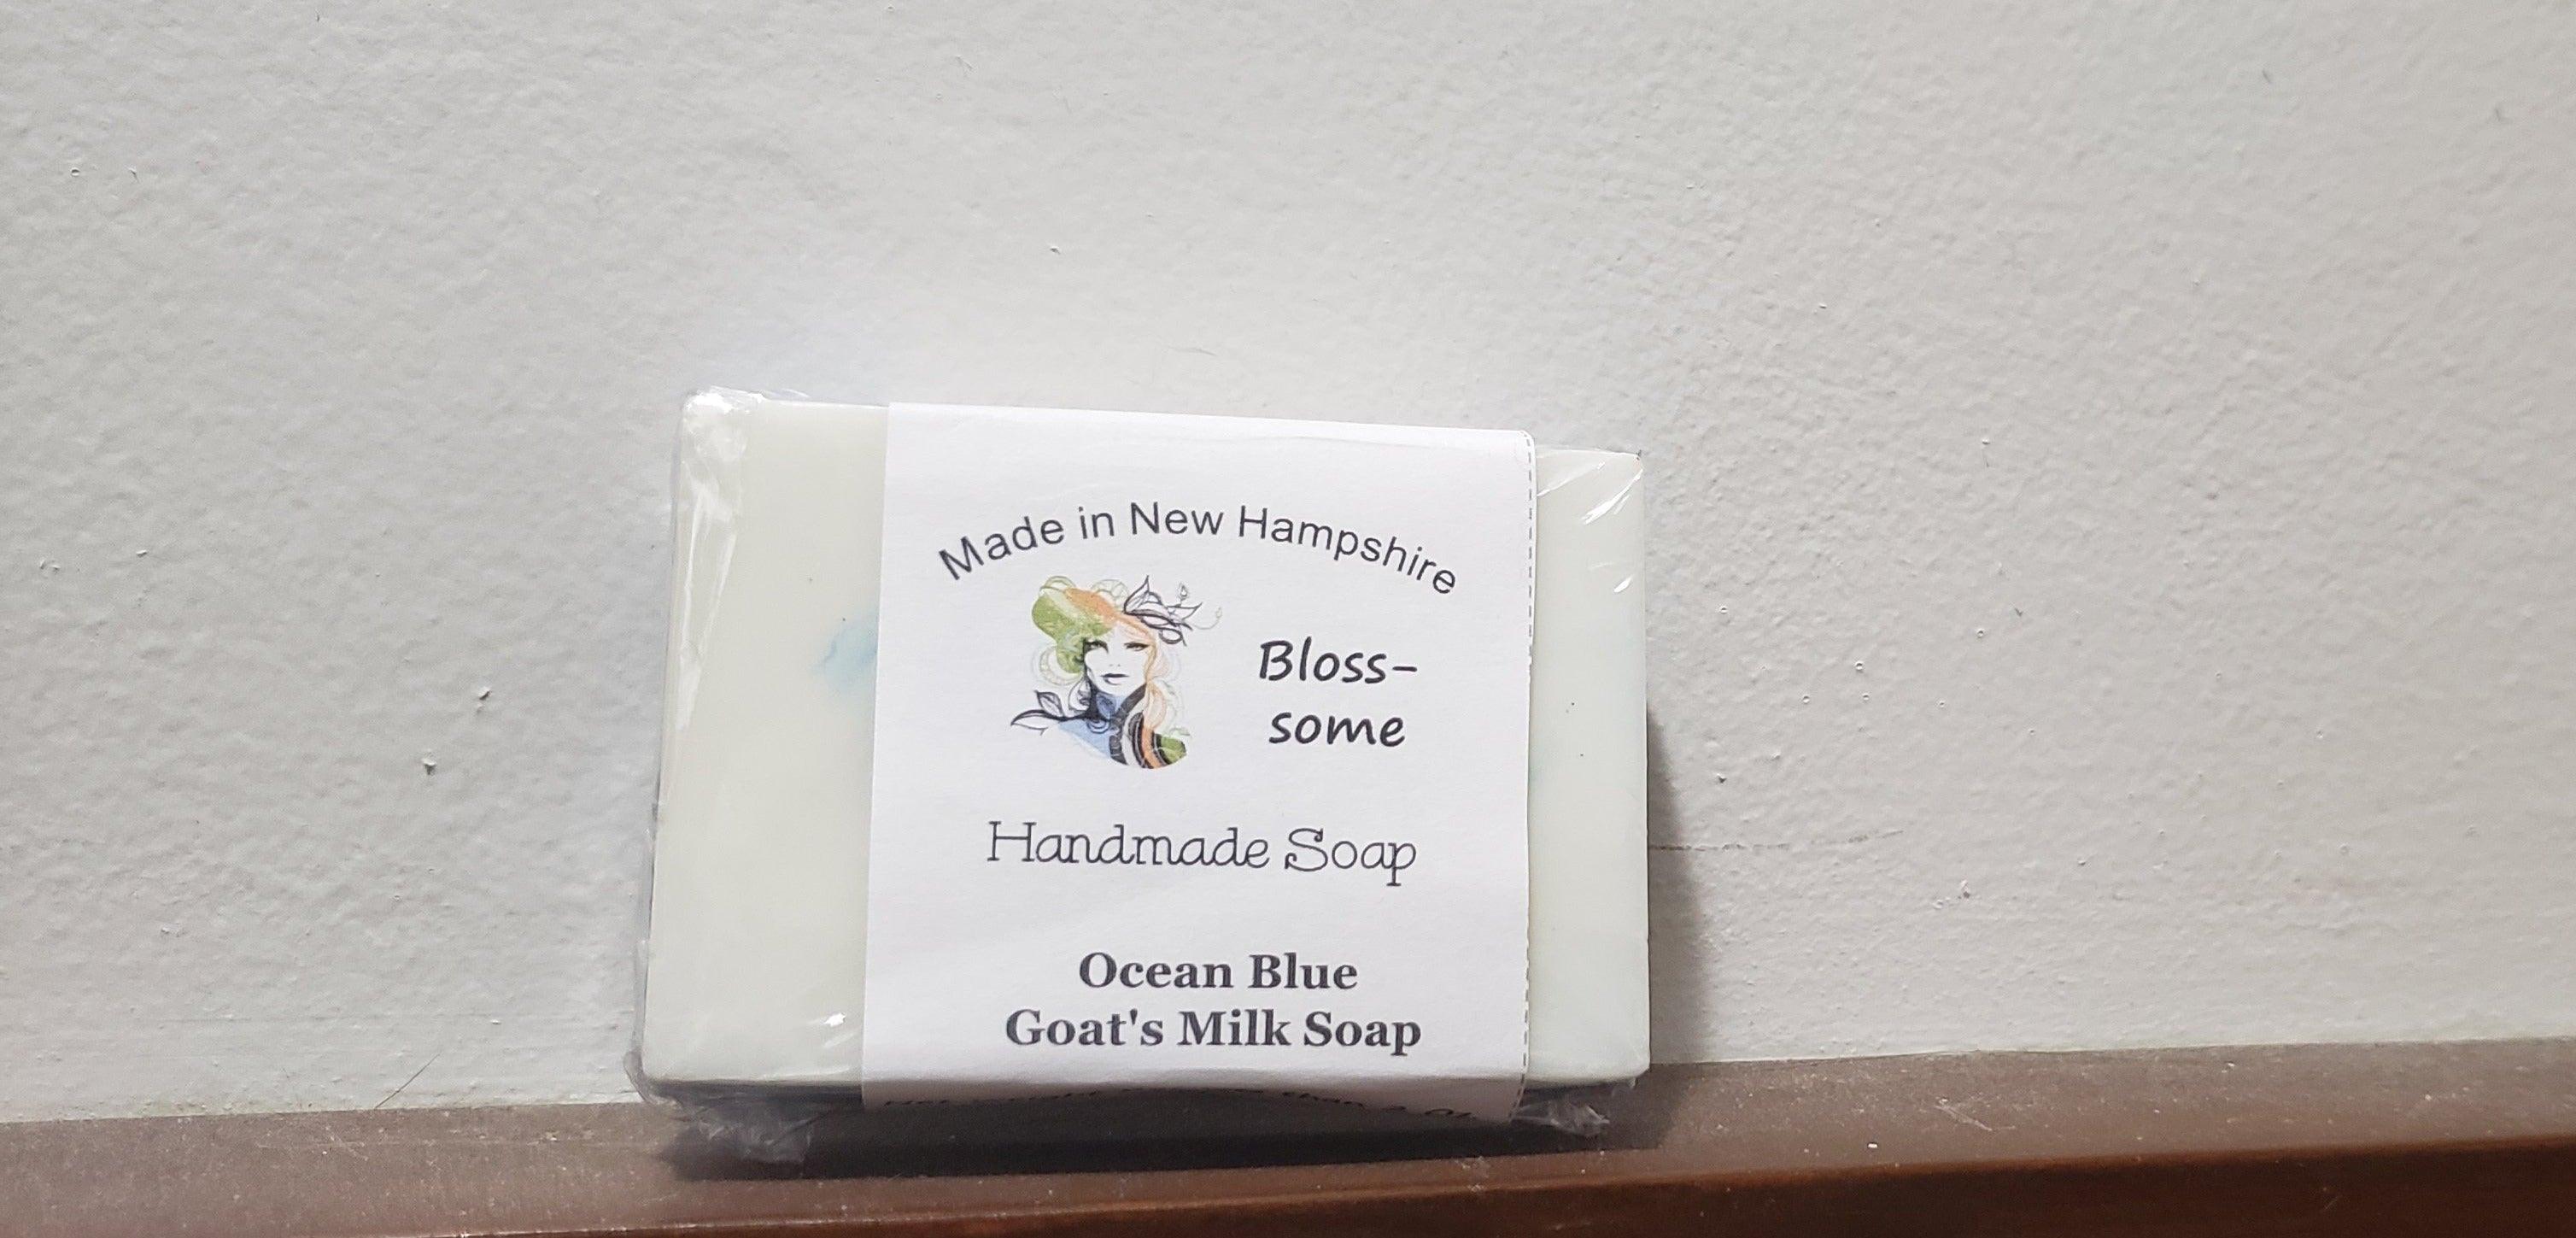 Made in New Hampshire
Bloss-
some
Handmade Soap
Ocean Blue
Goat's Milk Soap